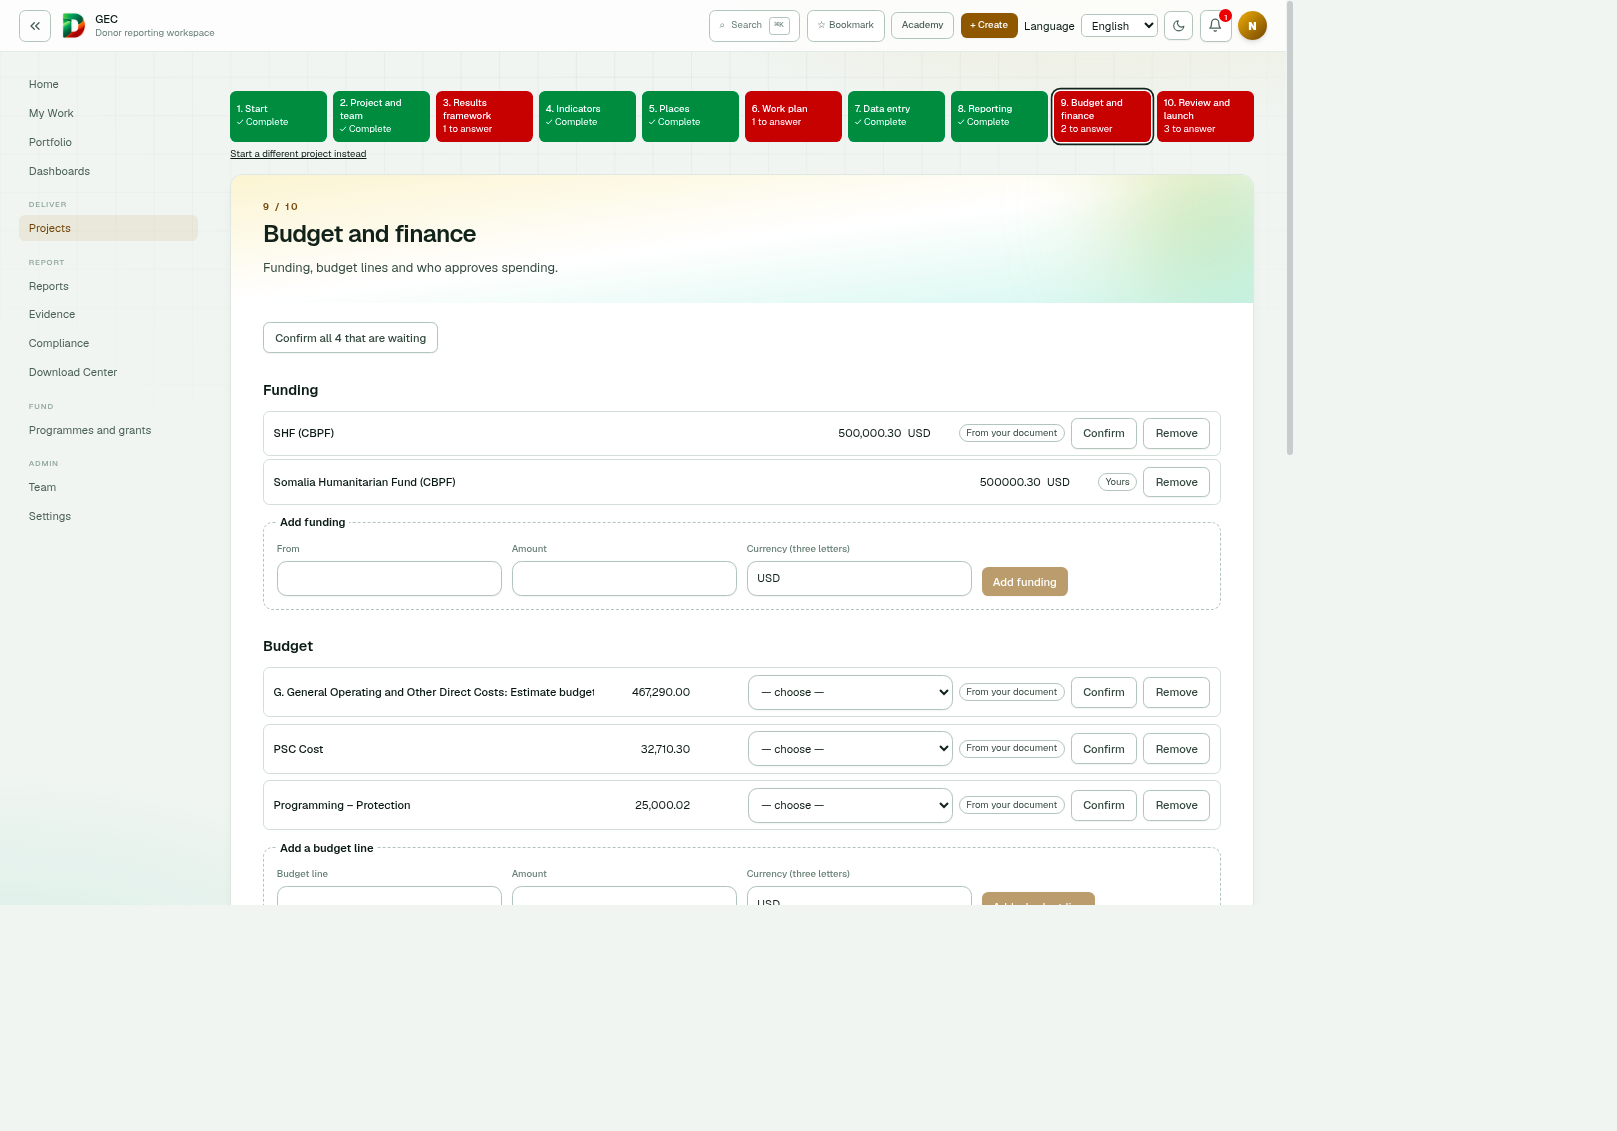 GEC
Donor reporting workspace
Search ⌘K
☆ Bookmark
Academy
+ Create
Language
English
1
N
Home
My Work
Portfolio
Dashboards
DELIVER
Projects
REPORT
Reports
Evidence
Compliance
Download Center
FUND
Programmes and grants
ADMIN
Team
Settings
1. Start
✓ Complete
2. Project and
team
✓ Complete
3. Results
framework
1 to answer
4. Indicators
✓ Complete
5. Places
✓ Complete
6. Work plan
1 to answer
7. Data entry
✓ Complete
8. Reporting
✓ Complete
9. Budget and
finance
2 to answer
10. Review and
launch
3 to answer
Start a different project instead
9 / 10
Budget and finance
Funding, budget lines and who approves spending.
Confirm all 4 that are waiting
Funding
SHF (CBPF) 500,000.30 USD From your document Confirm Remove
Somalia Humanitarian Fund (CBPF) 500000.30 USD Yours Remove
Add funding
From Amount Currency (three letters)
USD Add funding
Budget
G. General Operating and Other Direct Costs: Estimate budget 467,290.00 — choose — From your document Confirm Remove
PSC Cost 32,710.30 — choose — From your document Confirm Remove
Programming – Protection 25,000.02 — choose — From your document Confirm Remove
Add a budget line
Budget line Amount Currency (three letters)
USD